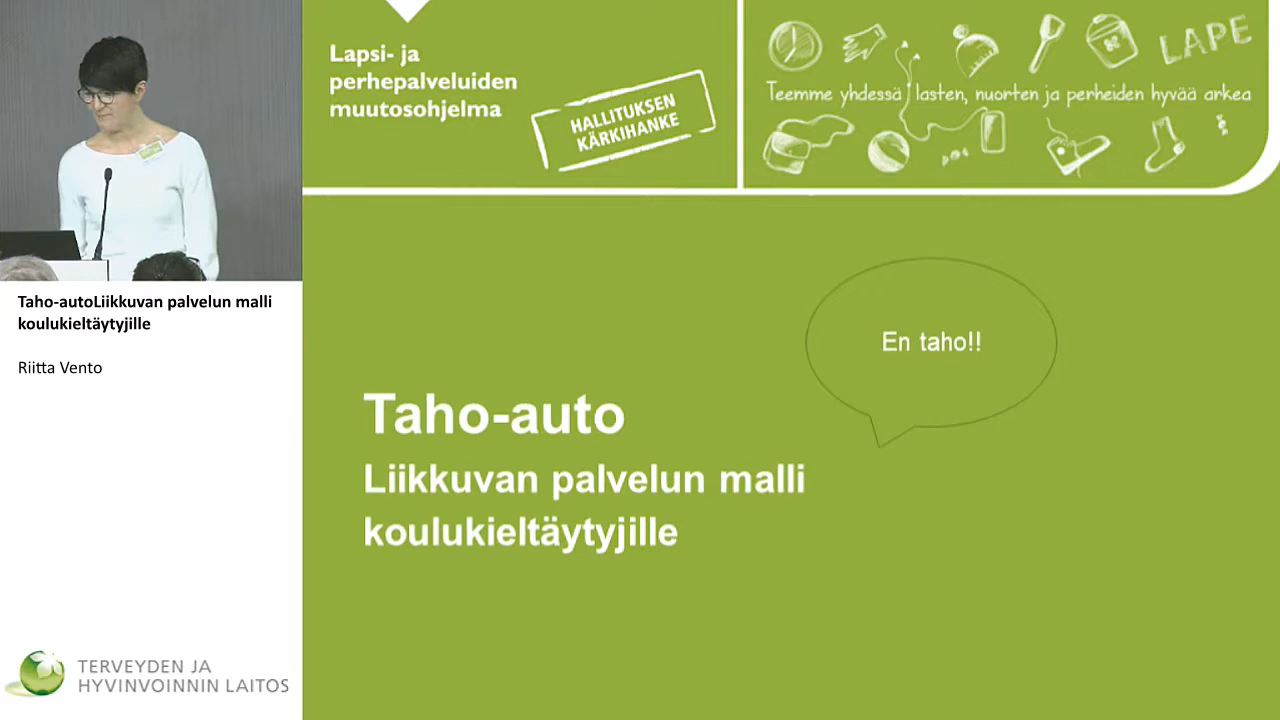 Lapsi- ja
perhepalveluiden
muutosohjelma
HALLITUKSEN
KÄRKIHANKE
LAPE
Teemme yhdessä lasten, nuorten ja perheiden hyvää arkea
Taho-autoLiikkuvan palvelun malli
koulukieltäytyjille
Riitta Vento
En taho!!
Taho-auto
Liikkuvan palvelun malli
koulukieltäytyjille
TERVEYDEN JA
HYVINVOINNIN LAITOS